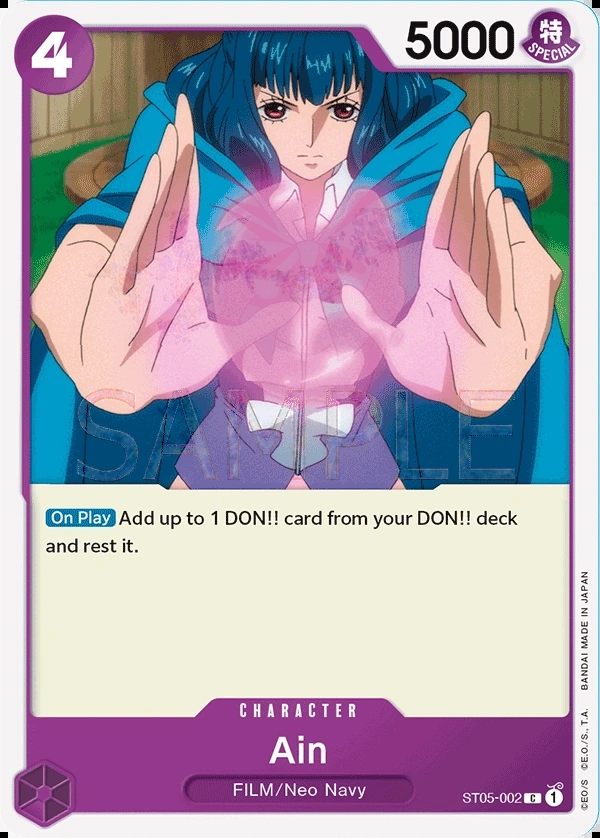 4
5000
特
SPECIAL
SAMPLE
On Play Add up to 1 DON!! card from your DON!! deck
and rest it.
CHARACTER
Ain
FILM/Neo Navy
ST05-002 C 1
©EO/S ©E.O./S., T.A. BANDAI MADE IN JAPAN